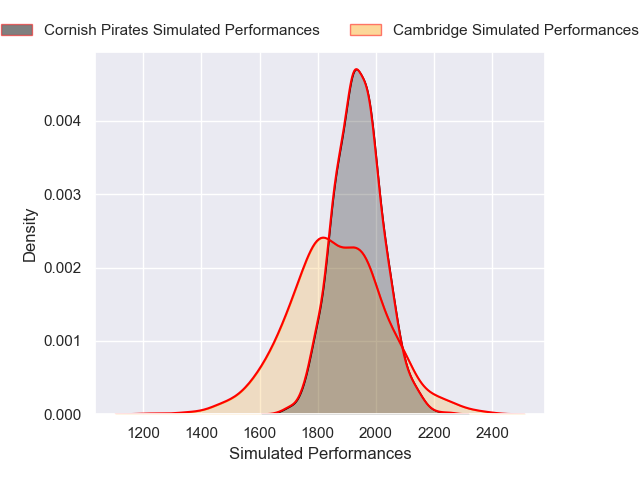 Cornish Pirates Simulated Performances Cambridge Simulated Performances
0.004
0.003
0.002
0.001
0.000
Density
1200 1400 1600 1800 2000 2200 2400
Simulated Performances